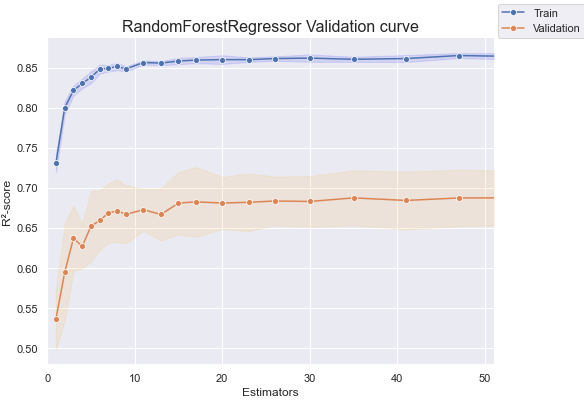 RandomForestRegressor Validation curve
Train
Validation
R²-score
0.85
0.80
0.75
0.70
0.65
0.60
0.55
0.50
0 10 20 30 40 50
Estimators